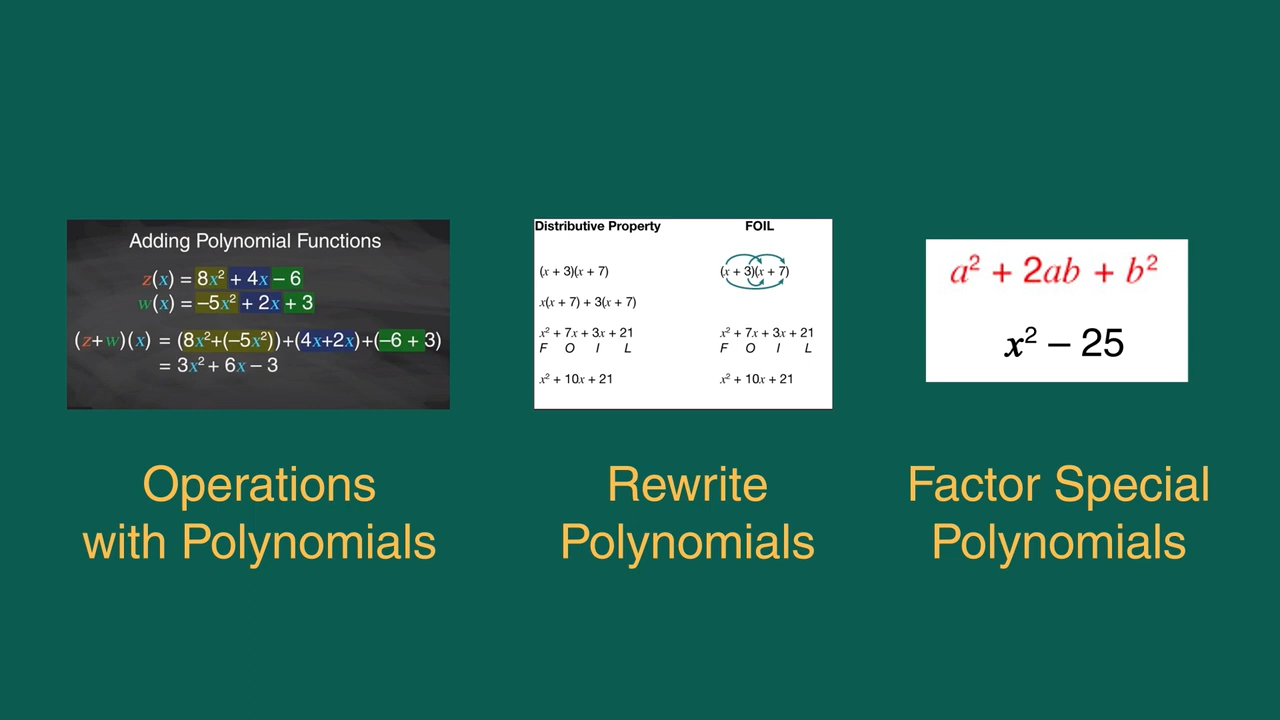 Adding Polynomial Functions
z(x) = 8x² + 4x – 6
w(x) = –5x² + 2x + 3
(z+w)(x) = (8x²+(–5x²))+(4x+2x)+(–6 + 3)
= 3x² + 6x – 3
Operations
with Polynomials
Distributive Property
(x + 3)(x + 7)
x(x + 7) + 3(x + 7)
x² + 7x + 3x + 21
F O I L
x² + 10x + 21
FOIL
(x + 3)(x + 7)
x² + 7x + 3x + 21
F O I L
x² + 10x + 21
Rewrite
Polynomials
a² + 2ab + b²
x² – 25
Factor Special
Polynomials